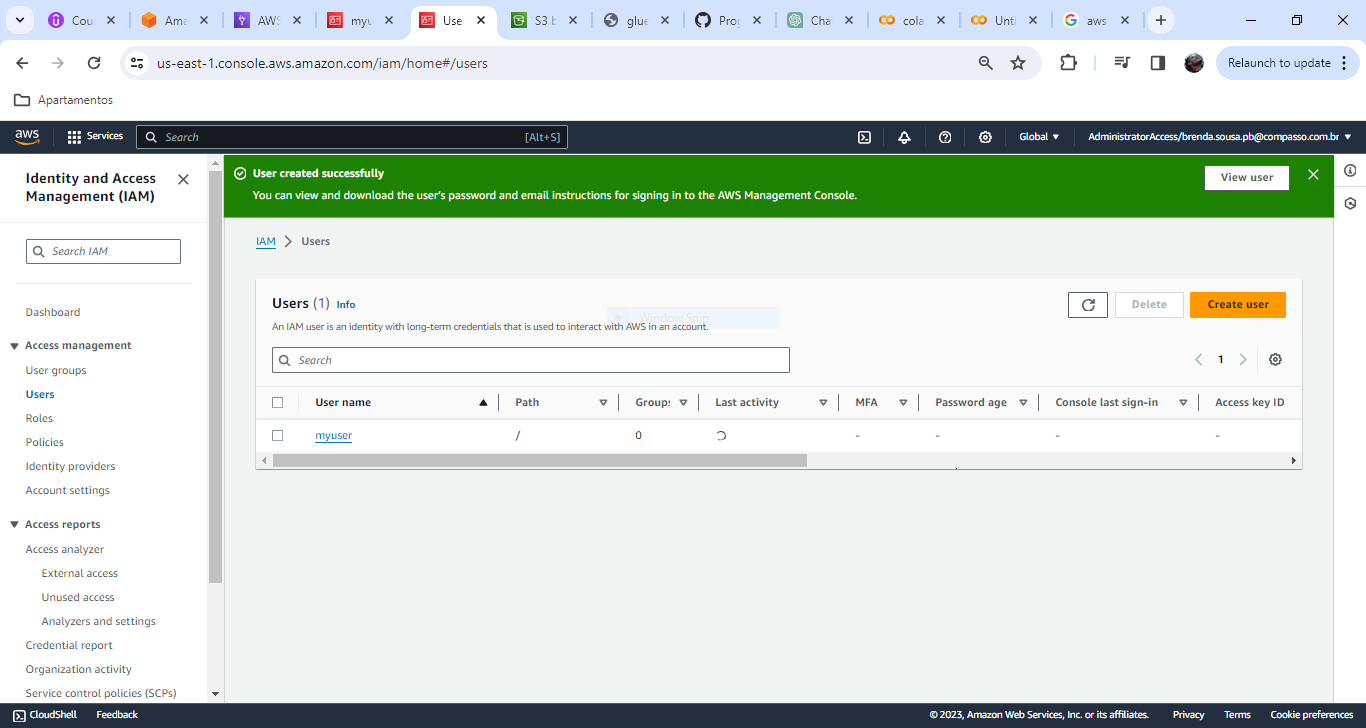 Cou
Ama
AWS
myu
User
S3 b
glue
Prog
Cha
cola
Unti
aws
us-east-1.console.aws.amazon.com/iam/home#/users
Relaunch to update
Apartamentos
aws
Services
Search
[Alt+S]
Global
AdministratorAccess/brenda.sousa.pb@compasso.com.br
Identity and Access
Management (IAM)
Search IAM
Dashboard
Access management
User groups
Users
Roles
Policies
Identity providers
Account settings
Access reports
Access analyzer
External access
Unused access
Analyzers and settings
Credential report
Organization activity
Service control policies (SCPs)
User created successfully
You can view and download the user's password and email instructions for signing in to the AWS Management Console.
View user
IAM
Users
Users (1) Info
An IAM user is an identity with long-term credentials that is used to interact with AWS in an account.
Window Snip
Delete
Create user
Search
1
User name
Path
Groups
Last activity
MFA
Password age
Console last sign-in
Access key ID
myuser
/
0
-
-
-
-
CloudShell
Feedback
© 2023, Amazon Web Services, Inc. or its affiliates.
Privacy
Terms
Cookie preferences